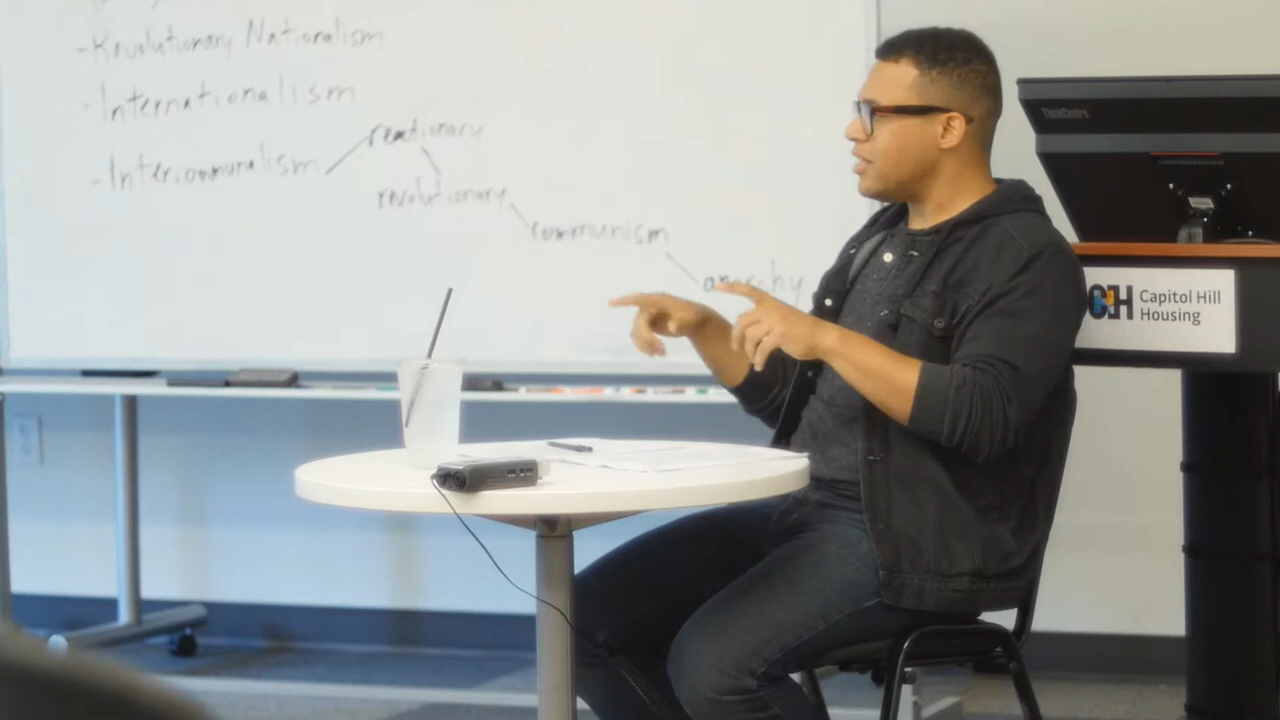 - Revolutionary Nationalism
- Internationalism
- Intercommunalism
reactionary
revolutionary
communism
anarchy
ThinkCentre
CHH
Capitol Hill
Housing